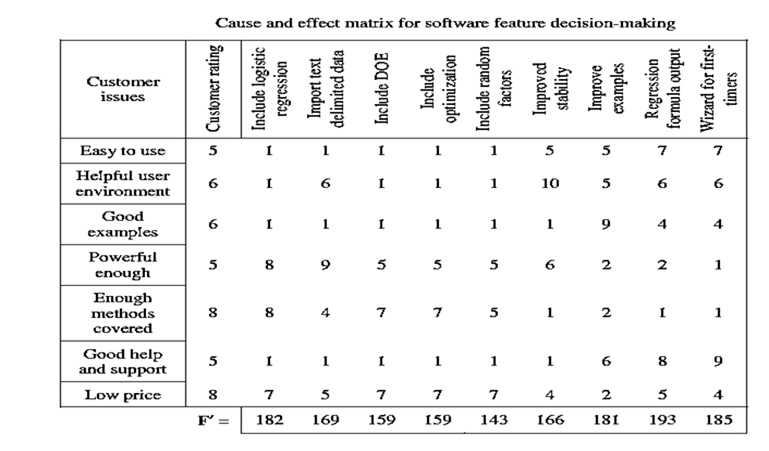 Cause and effect matrix for software feature decision-making
Customer issues
Customer rating
Include logistic regression
Import text delimited data
Include DOE
Include optimization
Include random factors
Improved stability
Improve examples
Regression formula output
Wizard for first-timers
Easy to use 5 1 1 1 1 1 5 5 7 7
Helpful user environment 6 1 6 1 1 1 10 5 6 6
Good examples 6 1 1 1 1 1 1 9 4 4
Powerful enough 5 8 9 5 5 5 6 2 2 1
Enough methods covered 8 8 4 7 7 5 1 2 1 1
Good help and support 5 1 1 1 1 1 1 6 8 9
Low price 8 7 5 7 7 7 4 2 5 4
F' = 182 169 159 159 143 166 181 193 185